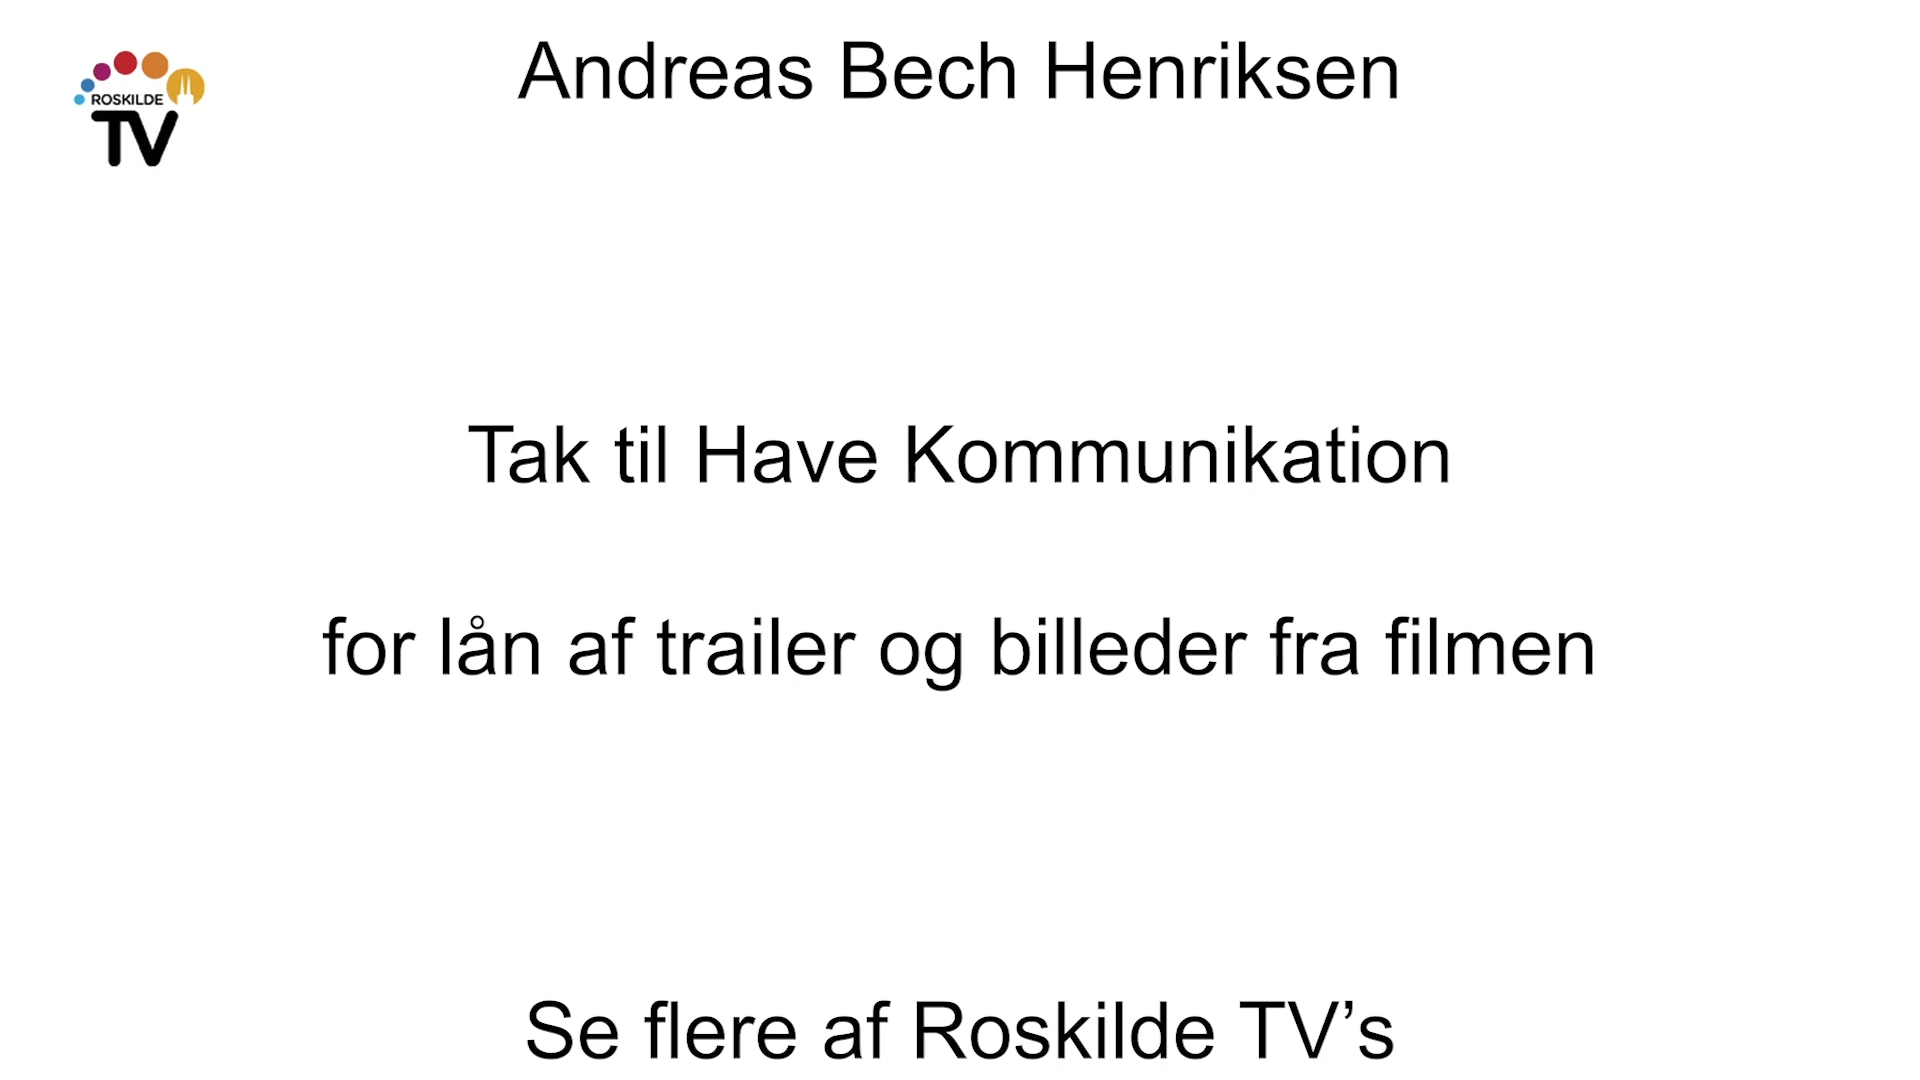 ROSKILDE
TV
Andreas Bech Henriksen
Tak til Have Kommunikation
for lån af trailer og billeder fra filmen
Se flere af Roskilde TV’s